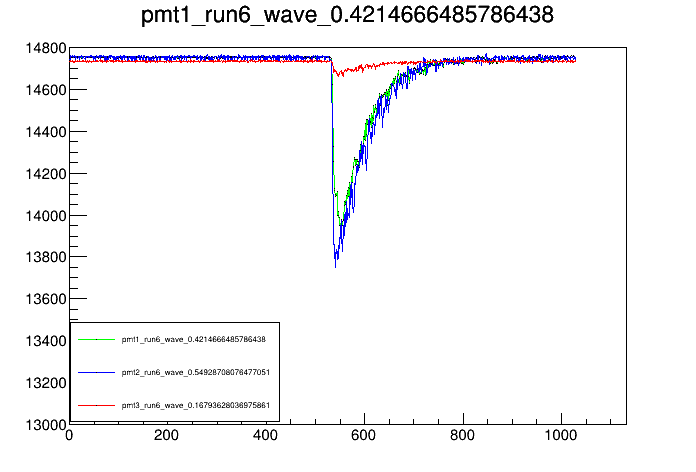 pmt1_run6_wave_0.4214666485786438
14800
14600
14400
14200
14000
13800
13600
13400
13200
13000
pmt1_run6_wave_0.4214666485786438
pmt2_run6_wave_0.54928708076477051
pmt3_run6_wave_0.16793628036975861
0 200 400 600 800 1000